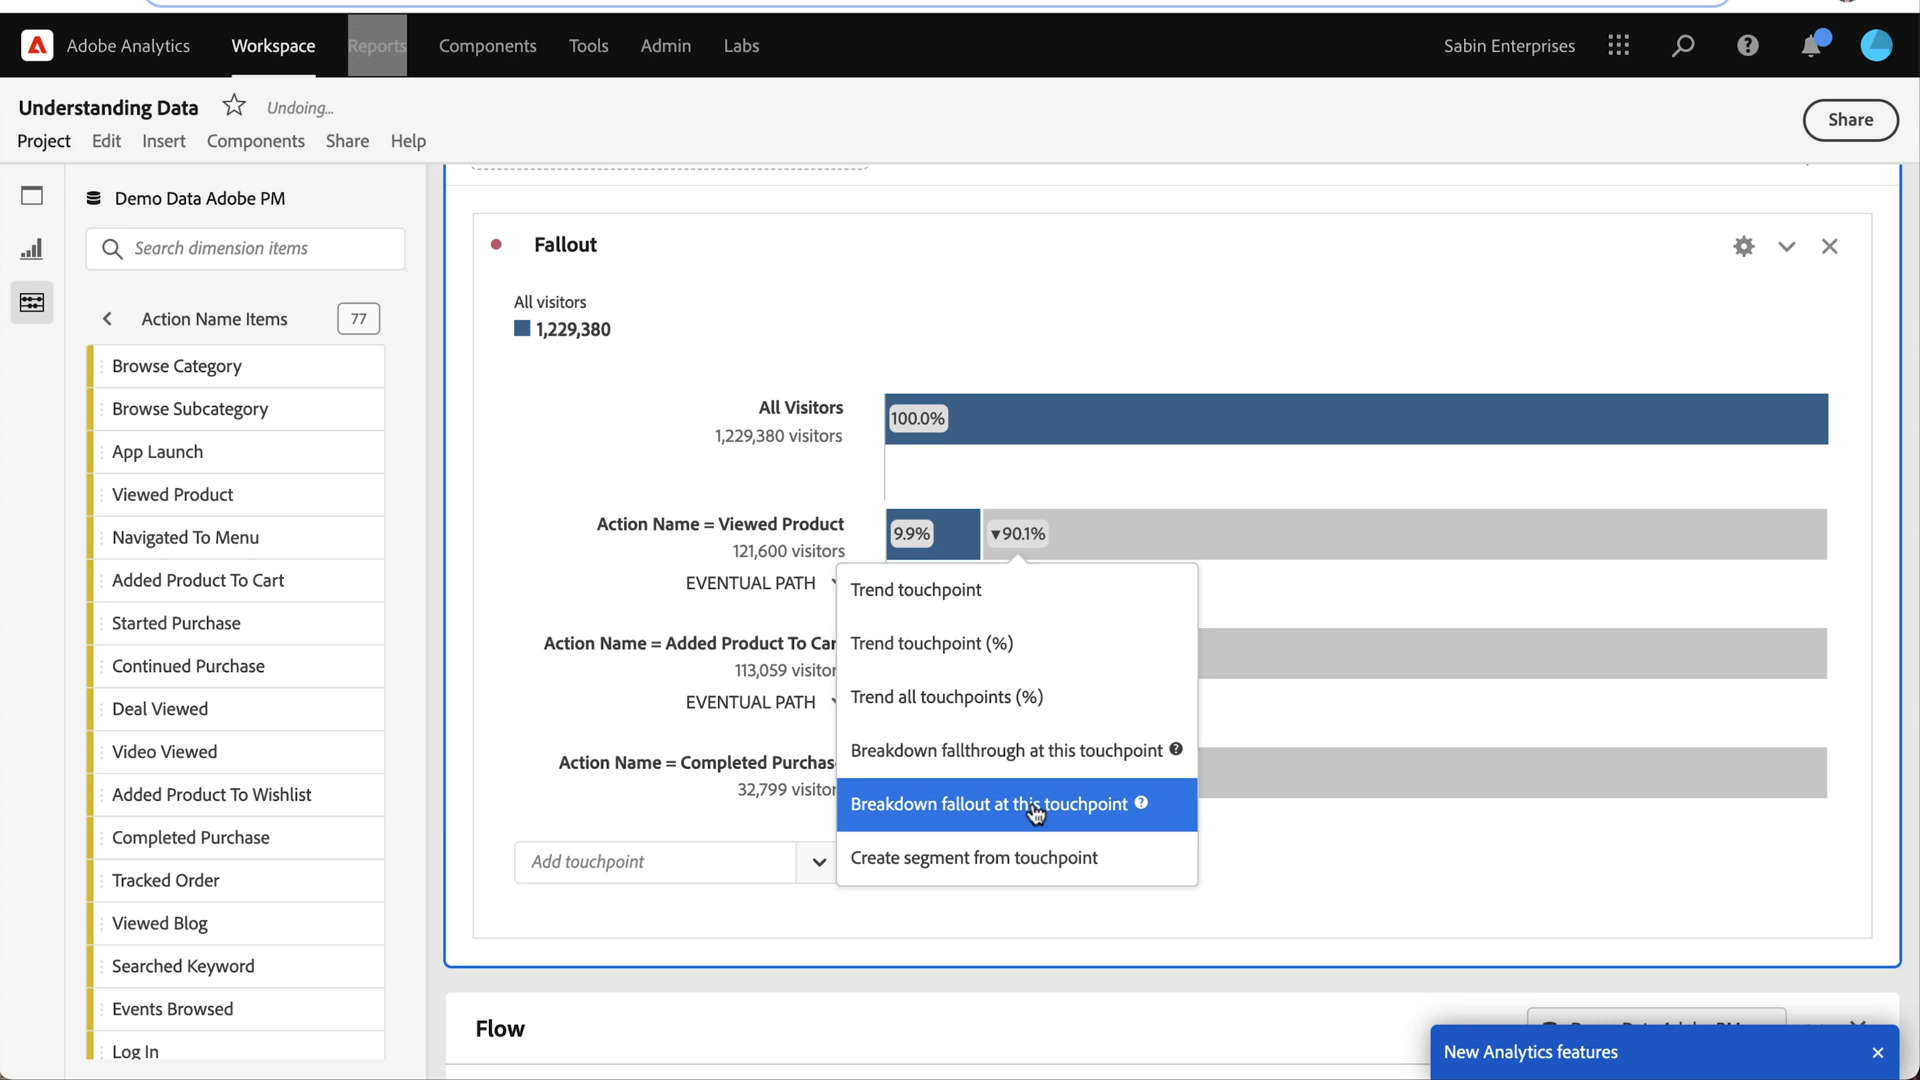 Adobe Analytics
Workspace
Reports
Components
Tools
Admin
Labs
Sabin Enterprises
Understanding Data
Undoing...
Project
Edit
Insert
Components
Share
Help
Share
Demo Data Adobe PM
Search dimension items
Action Name Items
77
Browse Category
Browse Subcategory
App Launch
Viewed Product
Navigated To Menu
Added Product To Cart
Started Purchase
Continued Purchase
Deal Viewed
Video Viewed
Added Product To Wishlist
Completed Purchase
Tracked Order
Viewed Blog
Searched Keyword
Events Browsed
Log In
Fallout
All visitors
1,229,380
All Visitors
1,229,380 visitors
100.0%
Action Name = Viewed Product
121,600 visitors
EVENTUAL PATH
9.9%
▼90.1%
Action Name = Added Product To Car
113,059 visitor
EVENTUAL PATH
Action Name = Completed Purchas
32,799 visitor
Add touchpoint
Trend touchpoint
Trend touchpoint (%)
Trend all touchpoints (%)
Breakdown fallthrough at this touchpoint
Breakdown fallout at this touchpoint
Create segment from touchpoint
Flow
New Analytics features